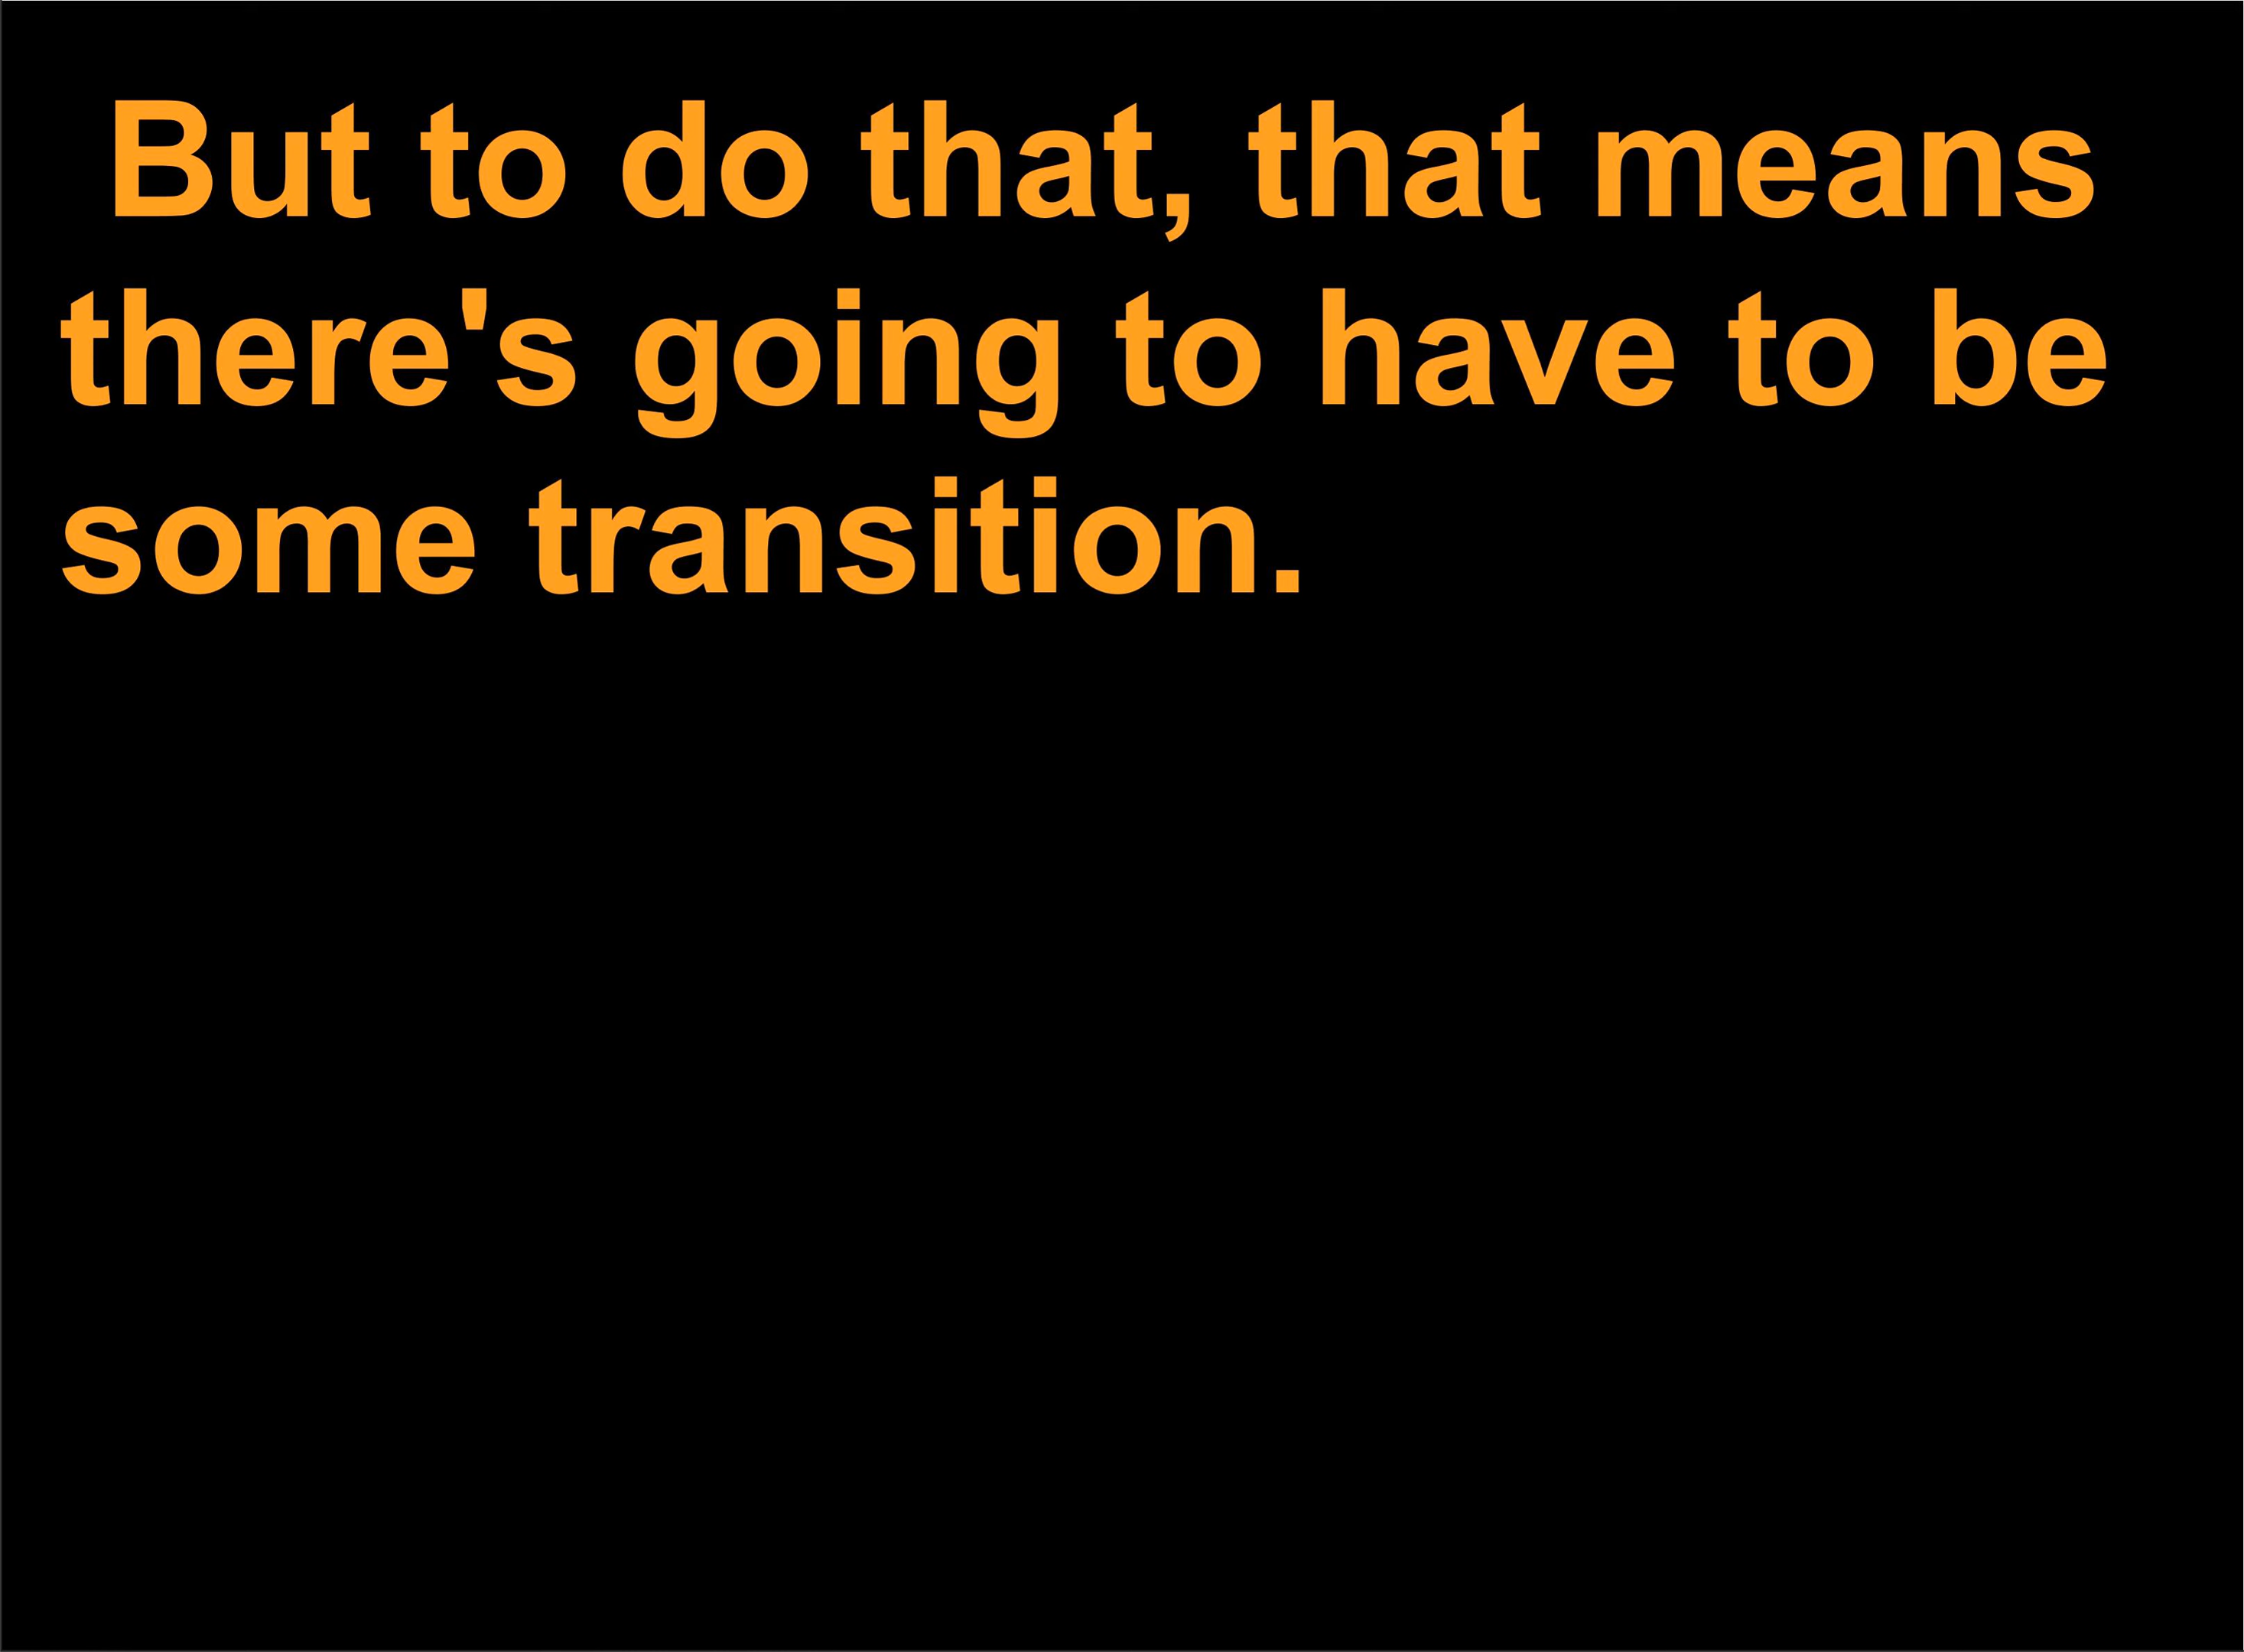 But to do that, that means
there's going to have to be
some transition.